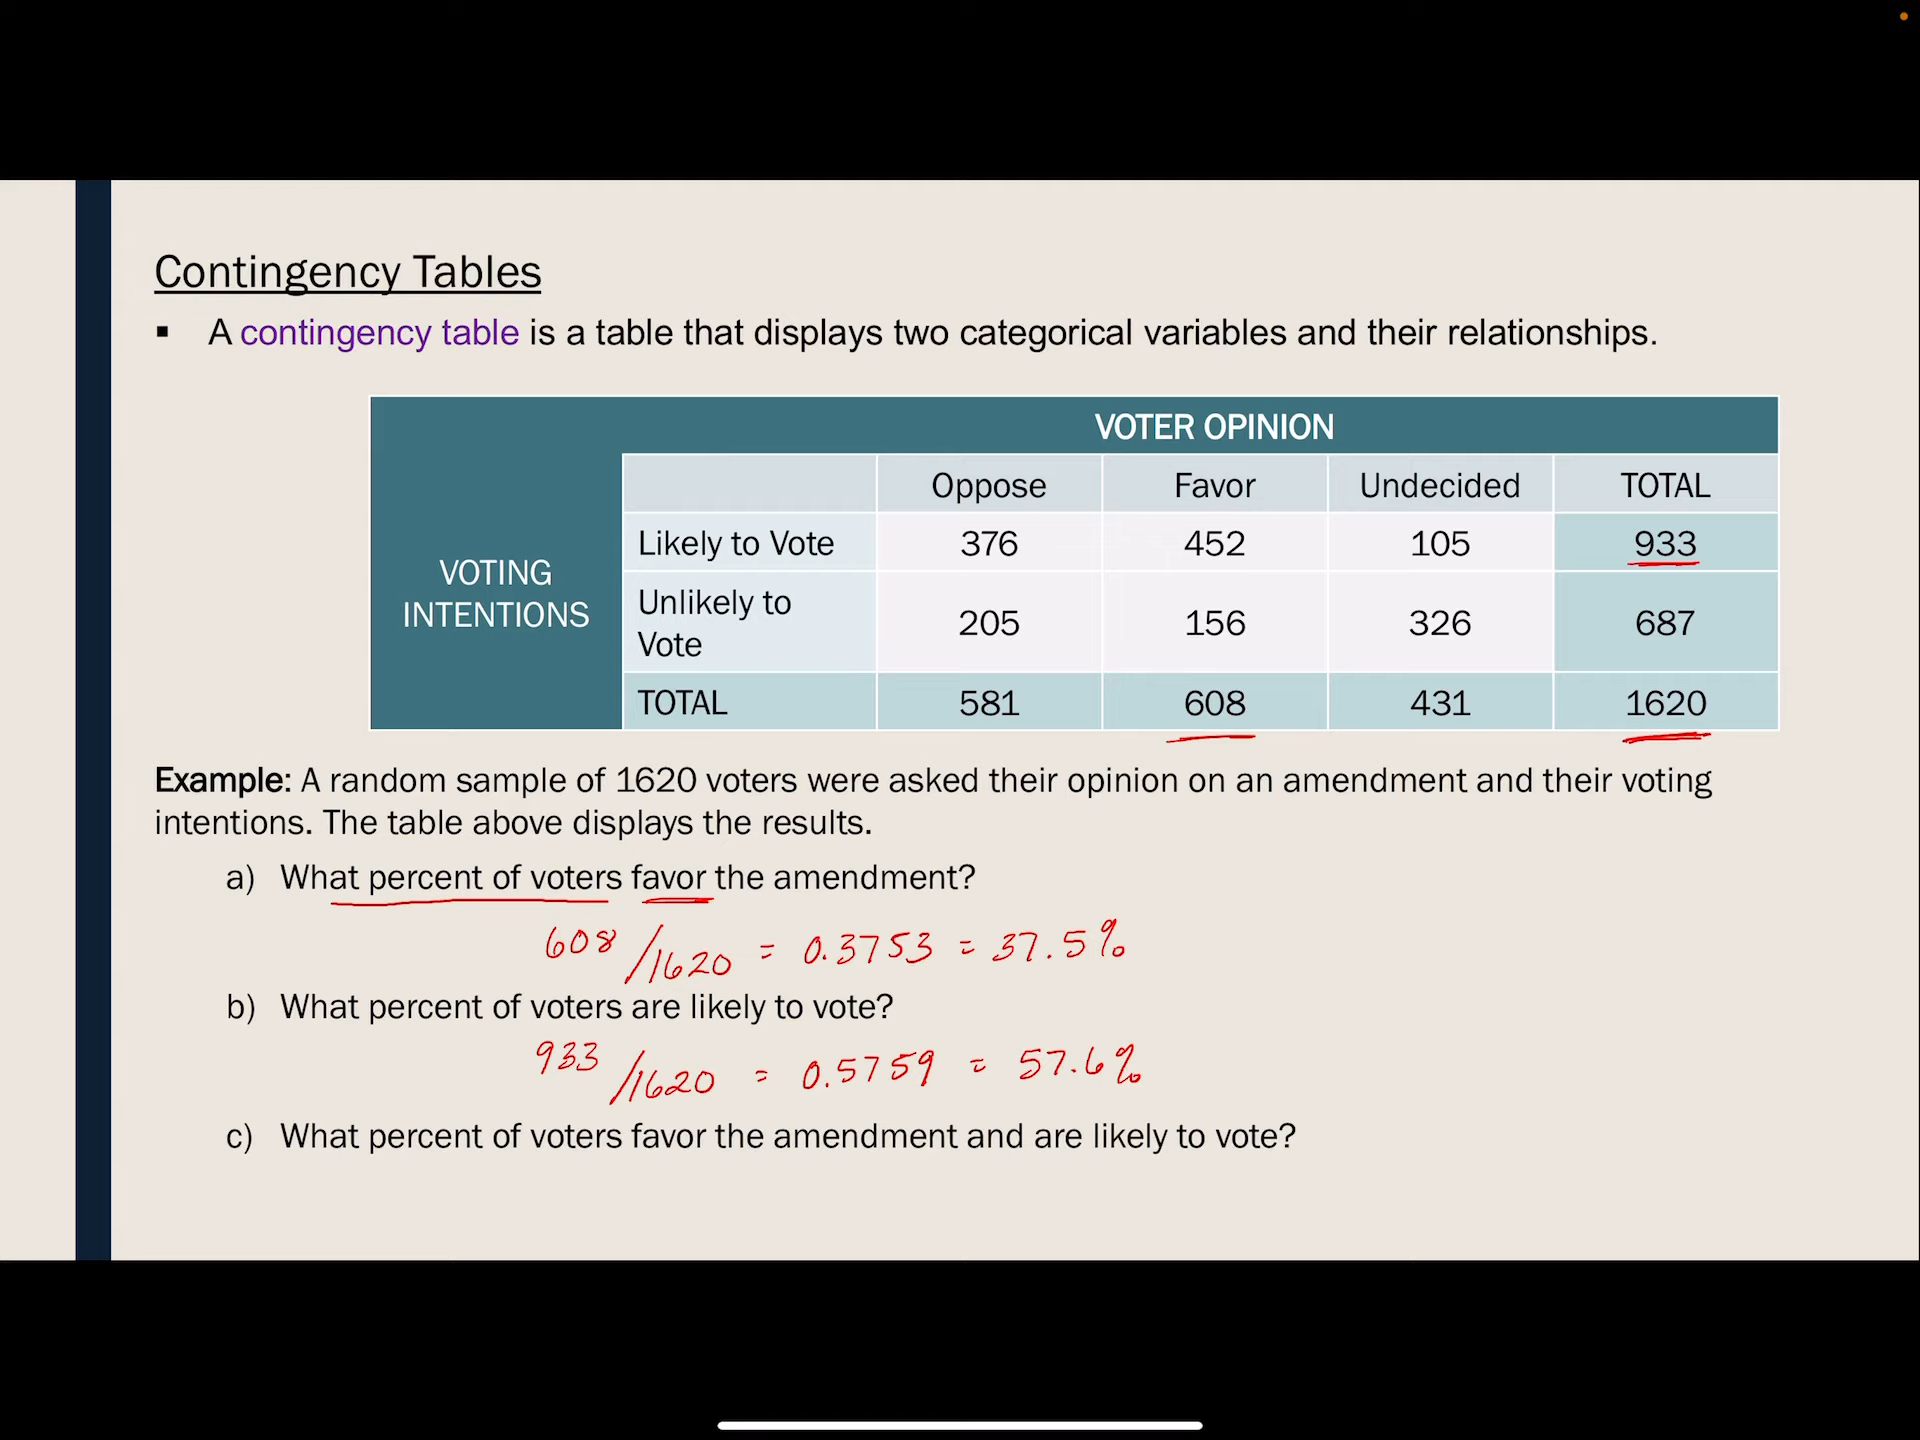 Contingency Tables
▪ A contingency table is a table that displays two categorical variables and their relationships.
VOTER OPINION
Oppose Favor Undecided TOTAL
VOTING INTENTIONS
Likely to Vote 376 452 105 933
Unlikely to Vote 205 156 326 687
TOTAL 581 608 431 1620
Example: A random sample of 1620 voters were asked their opinion on an amendment and their voting
intentions. The table above displays the results.
a) What percent of voters favor the amendment?
608/1620 = 0.3753 = 37.5%
b) What percent of voters are likely to vote?
933/1620 = 0.5759 = 57.6%
c) What percent of voters favor the amendment and are likely to vote?